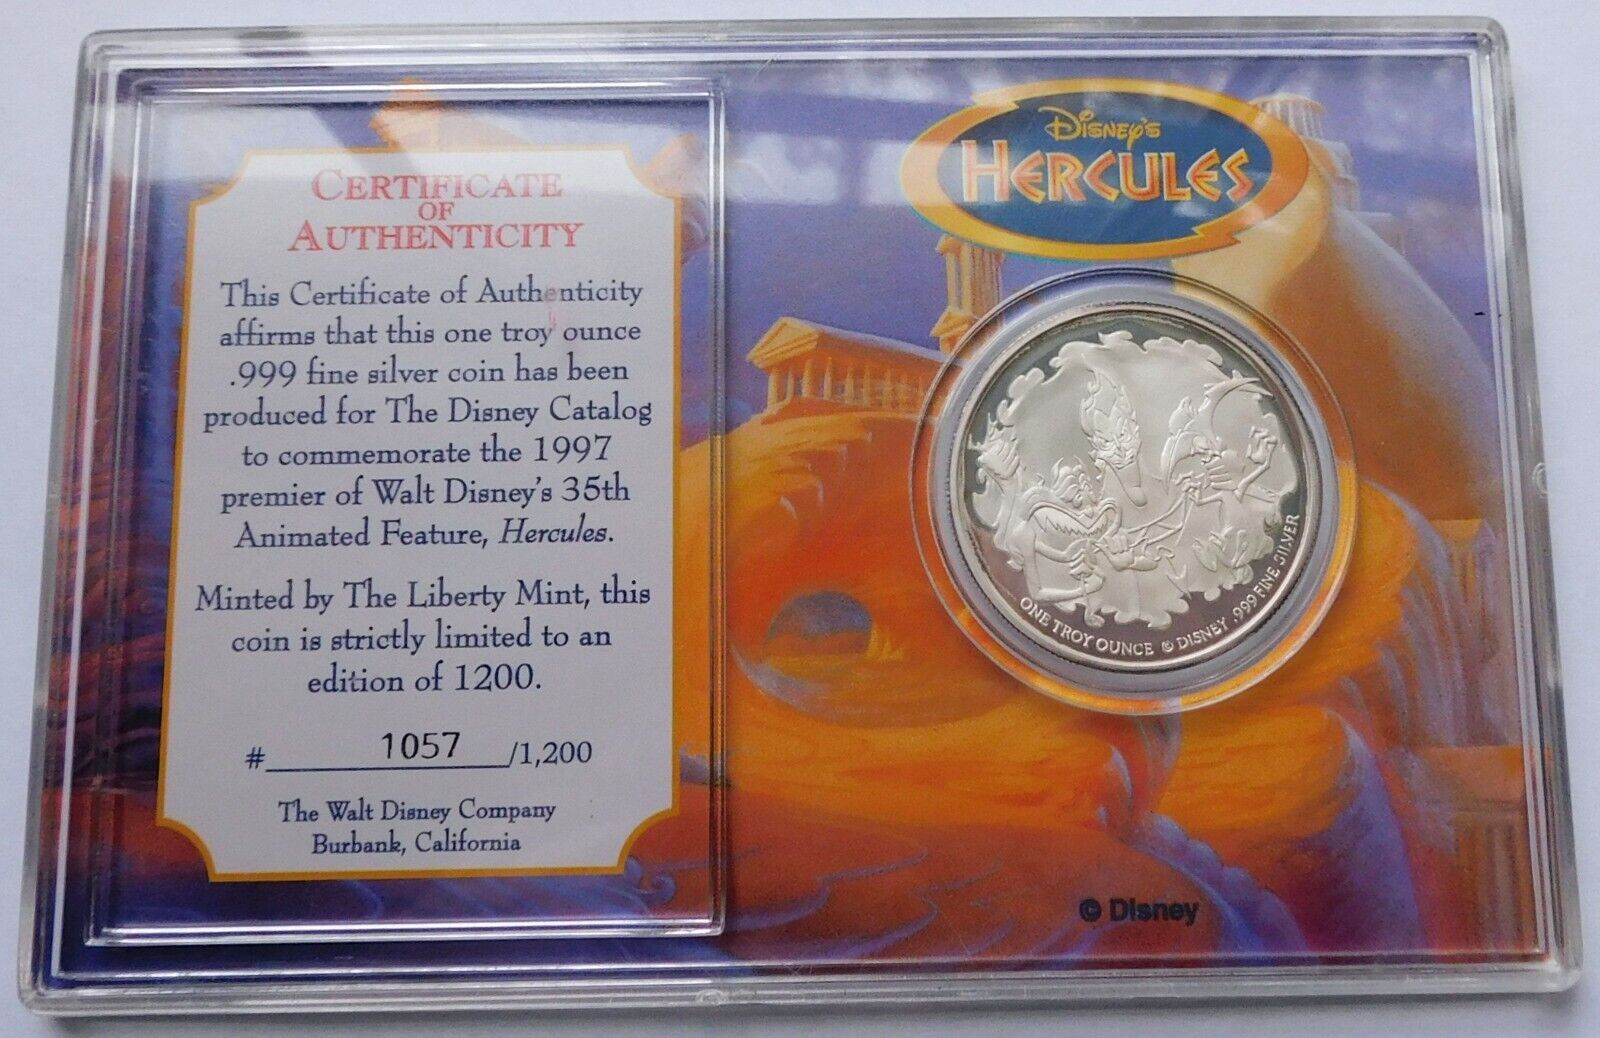 CERTIFICATE
OF
AUTHENTICITY
This Certificate of Authenticity
affirms that this one troy ounce
.999 fine silver coin has been
produced for The Disney Catalog
to commemorate the 1997
premier of Walt Disney's 35th
Animated Feature, Hercules.
Minted by The Liberty Mint, this
coin is strictly limited to an
edition of 1200.
# 1057 /1,200
The Walt Disney Company
Burbank, California
DISNEY'S
HERCULES
ONE TROY OUNCE © DISNEY .999 FINE SILVER
© Disney